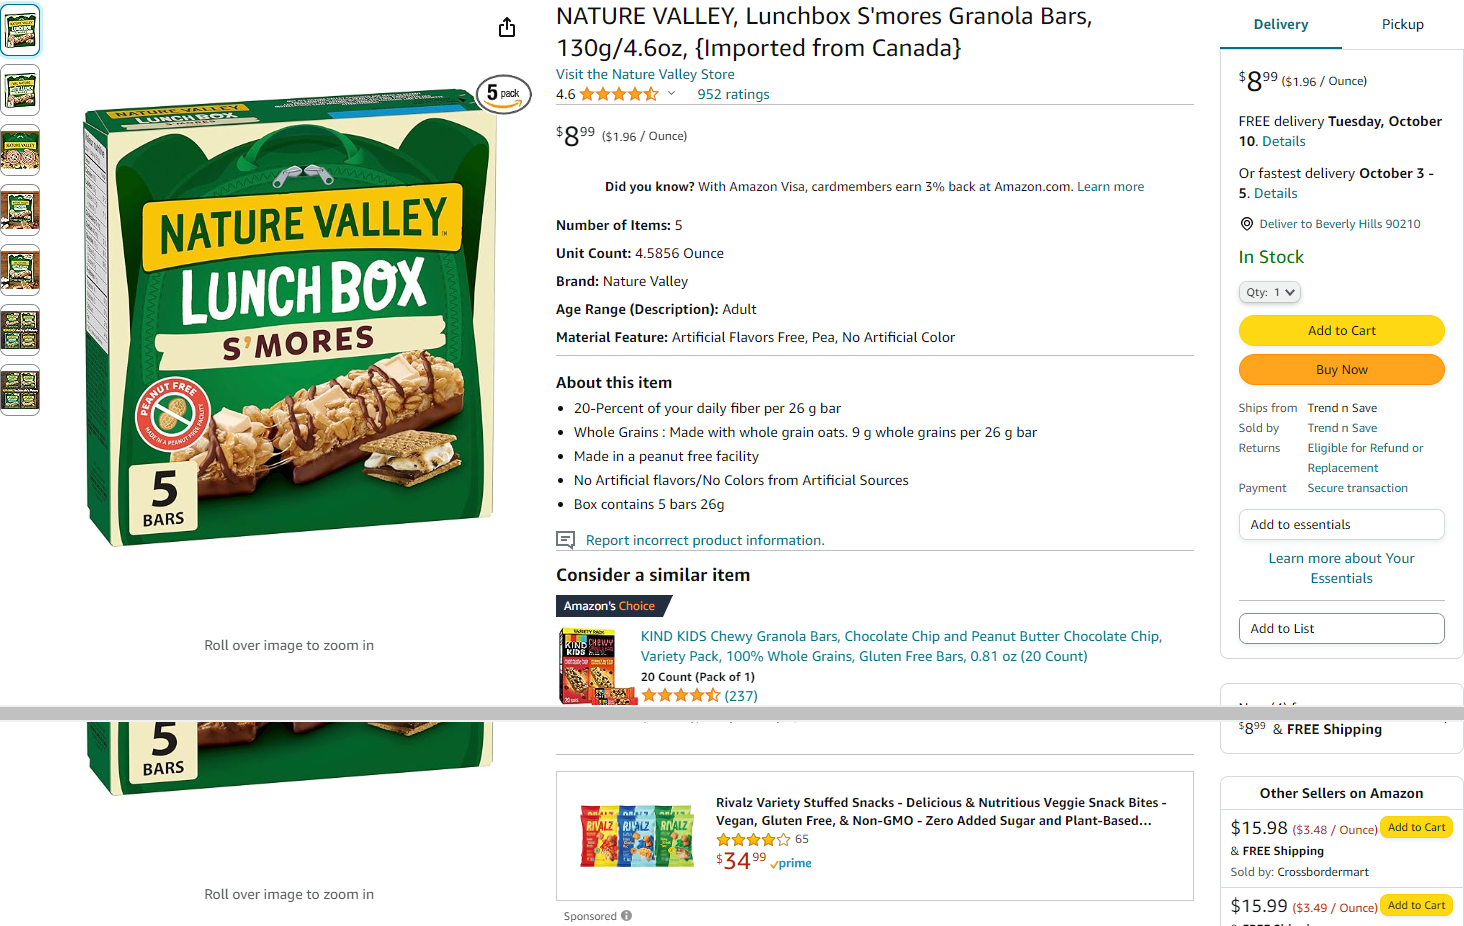 NATURE VALLEY, Lunchbox S'mores Granola Bars,
130g/4.6oz, {Imported from Canada}
Visit the Nature Valley Store
4.6
952 ratings
$8.99 ($1.96 / Ounce)
Did you know? With Amazon Visa, cardmembers earn 3% back at Amazon.com. Learn more
Number of Items: 5
Unit Count: 4.5856 Ounce
Brand: Nature Valley
Age Range (Description): Adult
Material Feature: Artificial Flavors Free, Pea, No Artificial Color
About this item
20-Percent of your daily fiber per 26 g bar
Whole Grains : Made with whole grain oats. 9 g whole grains per 26 g bar
Made in a peanut free facility
No Artificial flavors/No Colors from Artificial Sources
Box contains 5 bars 26g
Report incorrect product information.
Consider a similar item
Amazon's Choice
KIND KIDS Chewy Granola Bars, Chocolate Chip and Peanut Butter Chocolate Chip,
Variety Pack, 100% Whole Grains, Gluten Free Bars, 0.81 oz (20 Count)
20 Count (Pack of 1)
(237)
5 pack
NATURE VALLEY
LUNCH BOX
NATURE VALLEY
LUNCH BOX
S'MORES
PEANUT FREE
MADE IN A PEANUT FREE FACILITY
5
BARS
Roll over image to zoom in
VARIETY PACK
KIND
KIDS
CHEWY
Delivery
Pickup
$8.99 ($1.96 / Ounce)
FREE delivery Tuesday, October
10. Details
Or fastest delivery October 3 -
5. Details
Deliver to Beverly Hills 90210
In Stock
Qty: 1
Add to Cart
Buy Now
Ships from Trend n Save
Sold by Trend n Save
Returns Eligible for Refund or
Replacement
Payment Secure transaction
Add to essentials
Learn more about Your
Essentials
Add to List
5
BARS
Roll over image to zoom in
RIVALZ
RIVALZ
RIVALZ
Rivalz Variety Stuffed Snacks - Delicious & Nutritious Veggie Snack Bites -
Vegan, Gluten Free, & Non-GMO - Zero Added Sugar and Plant-Based...
65
$34.99 prime
Sponsored
$8.99 & FREE Shipping
Other Sellers on Amazon
$15.98 ($3.48 / Ounce) Add to Cart
& FREE Shipping
Sold by: Crossbordermart
$15.99 ($3.49 / Ounce) Add to Cart